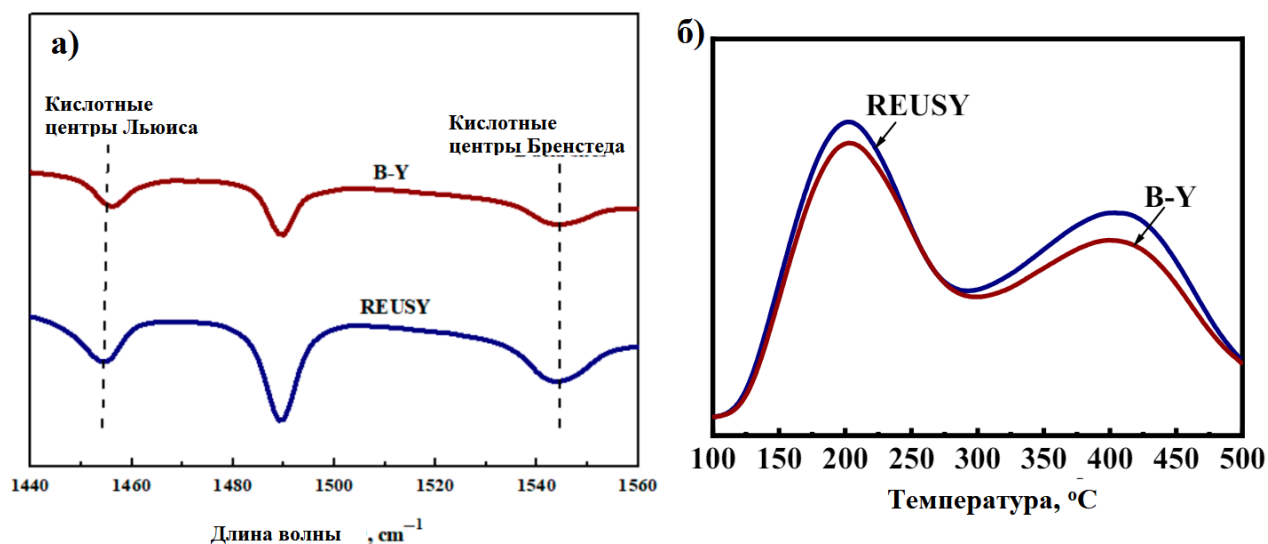 а)
Кислотные
центры Льюиса
Кислотные
центры Бренстеда
B-Y
REUSY
1440 1460 1480 1500 1520 1540 1560
Длина волны , cm⁻¹
б)
REUSY
B-Y
100 150 200 250 300 350 400 450 500
Температура, °C